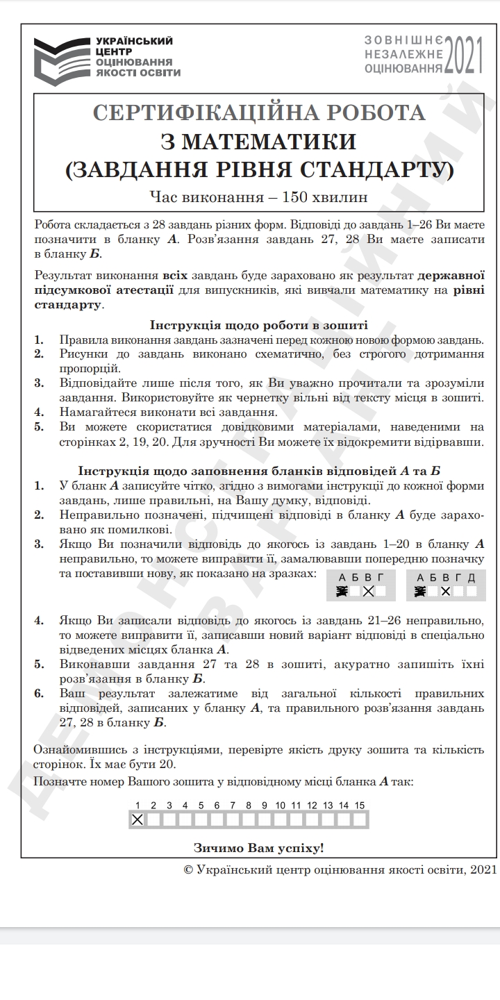 УКРАЇНСЬКИЙ
ЦЕНТР
ОЦІНЮВАННЯ
ЯКОСТІ ОСВІТИ
ЗОВНІШНЄ
НЕЗАЛЕЖНЕ
ОЦІНЮВАННЯ 2021
СЕРТИФІКАЦІЙНА РОБОТА
З МАТЕМАТИКИ
(ЗАВДАННЯ РІВНЯ СТАНДАРТУ)
Час виконання – 150 хвилин
Робота складається з 28 завдань різних форм. Відповіді до завдань 1–26 Ви маєте
позначити в бланку А. Розв’язання завдань 27, 28 Ви маєте записати
в бланку Б.
Результат виконання всіх завдань буде зараховано як результат державної
підсумкової атестації для випускників, які вивчали математику на рівні
стандарту.
Інструкція щодо роботи в зошиті
1. Правила виконання завдань зазначені перед кожною новою формою завдань.
2. Рисунки до завдань виконано схематично, без строгого дотримання
пропорцій.
3. Відповідайте лише після того, як Ви уважно прочитали та зрозуміли
завдання. Використовуйте як чернетку вільні від тексту місця в зошиті.
4. Намагайтеся виконати всі завдання.
5. Ви можете скористатися довідковими матеріалами, наведеними на
сторінках 2, 19, 20. Для зручності Ви можете їх відокремити відірвавши.
Інструкція щодо заповнення бланків відповідей А та Б
1. У бланк А записуйте чітко, згідно з вимогами інструкції до кожної форми
завдань, лише правильні, на Вашу думку, відповіді.
2. Неправильно позначені, підчищені відповіді в бланку А буде зарахо-
вано як помилкові.
3. Якщо Ви позначили відповідь до якогось із завдань 1–20 в бланку А
неправильно, то можете виправити її, замалювавши попередню позначку
та поставивши нову, як показано на зразках:
А Б В Г
А Б В Г Д
4. Якщо Ви записали відповідь до якогось із завдань 21–26 неправильно,
то можете виправити її, записавши новий варіант відповіді в спеціально
відведених місцях бланка А.
5. Виконавши завдання 27 та 28 в зошиті, акуратно запишіть їхні
розв’язання в бланку Б.
6. Ваш результат залежатиме від загальної кількості правильних
відповідей, записаних у бланку А, та правильного розв’язання завдань
27, 28 в бланку Б.
Ознайомившись з інструкціями, перевірте якість друку зошита та кількість
сторінок. Їх має бути 20.
Позначте номер Вашого зошита у відповідному місці бланка А так:
1 2 3 4 5 6 7 8 9 10 11 12 13 14 15
Зичимо Вам успіху!
© Український центр оцінювання якості освіти, 2021
ДЕМОНСТРАЦІЙНИЙ
ВАРІАНТ